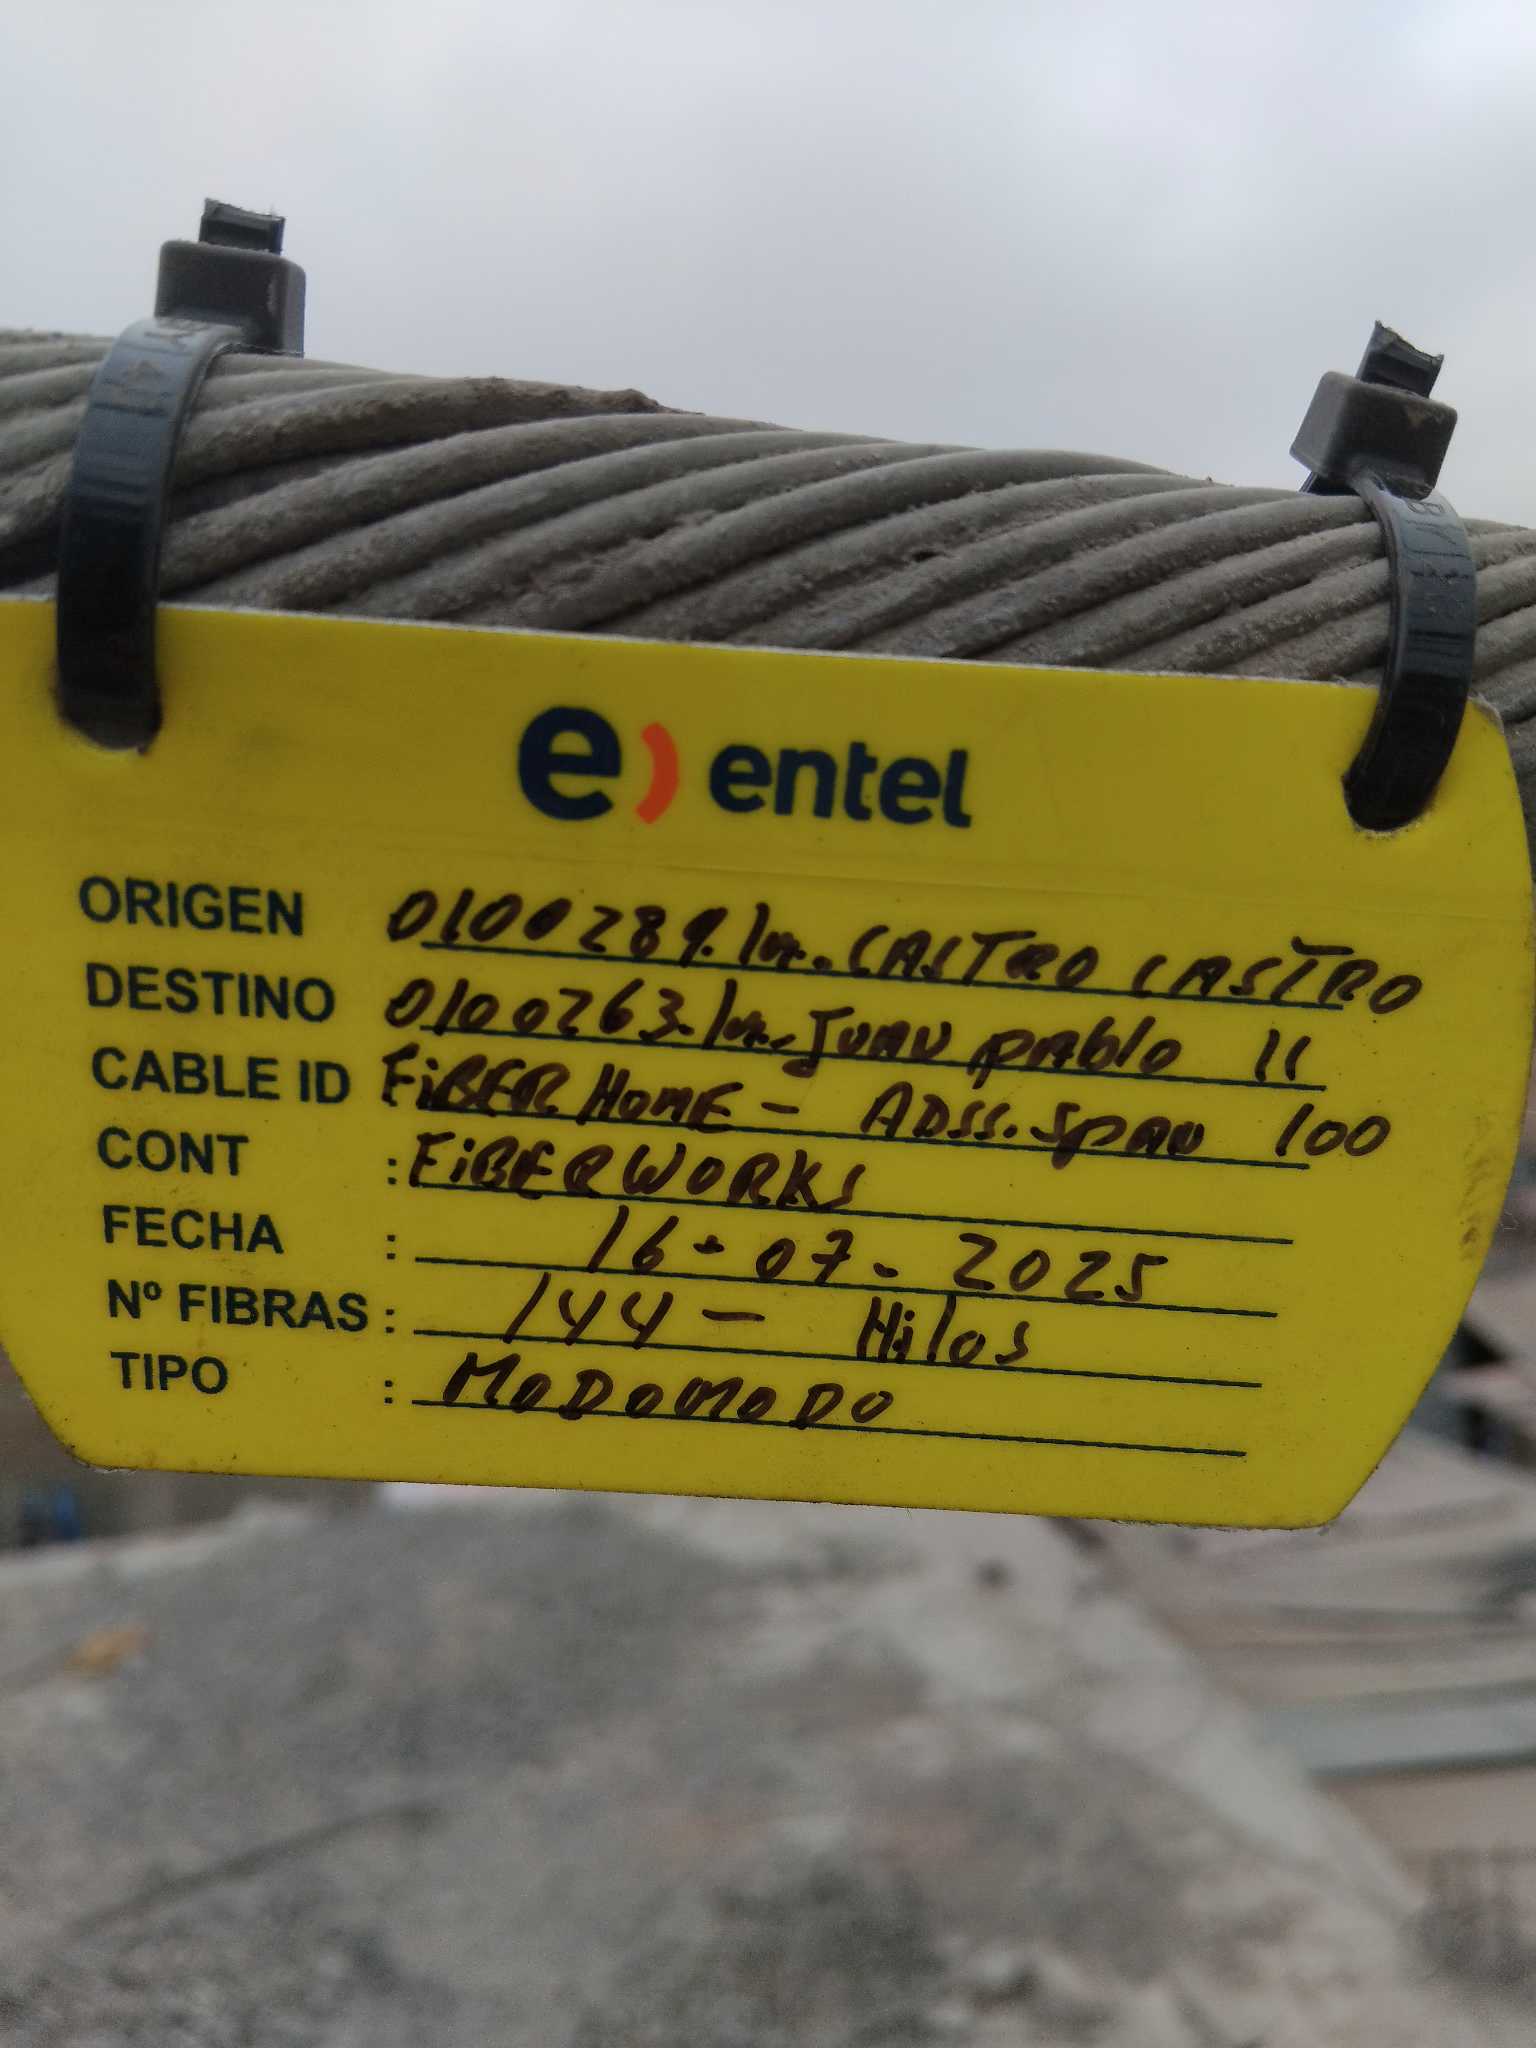 e) entel
ORIGEN 0100289. Lm. CASTRO CASTRO
DESTINO 0100263. Lm. JUAN PABLO II
CABLE ID : FiBER HOME - ADSS. SPAN 100
CONT : FiBERWORKS
FECHA : 16-07-2025
Nº FIBRAS : 144 - Hilos
TIPO : MODOMODO